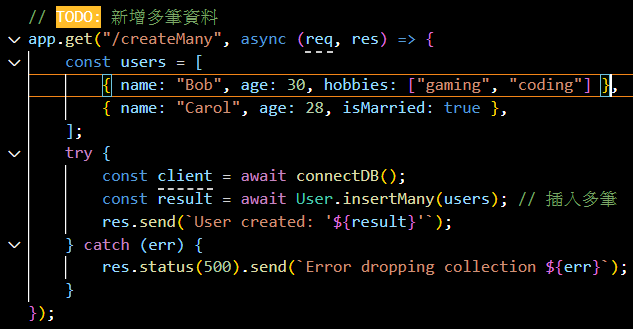 // TODO: 新增多筆資料
app.get("/createMany", async (req, res) => {
    const users = [
        { name: "Bob", age: 30, hobbies: ["gaming", "coding"] },
        { name: "Carol", age: 28, isMarried: true },
    ];
    try {
        const client = await connectDB();
        const result = await User.insertMany(users); // 插入多筆
        res.send(`User created: '${result}'`);
    } catch (err) {
        res.status(500).send(`Error dropping collection ${err}`);
    }
});